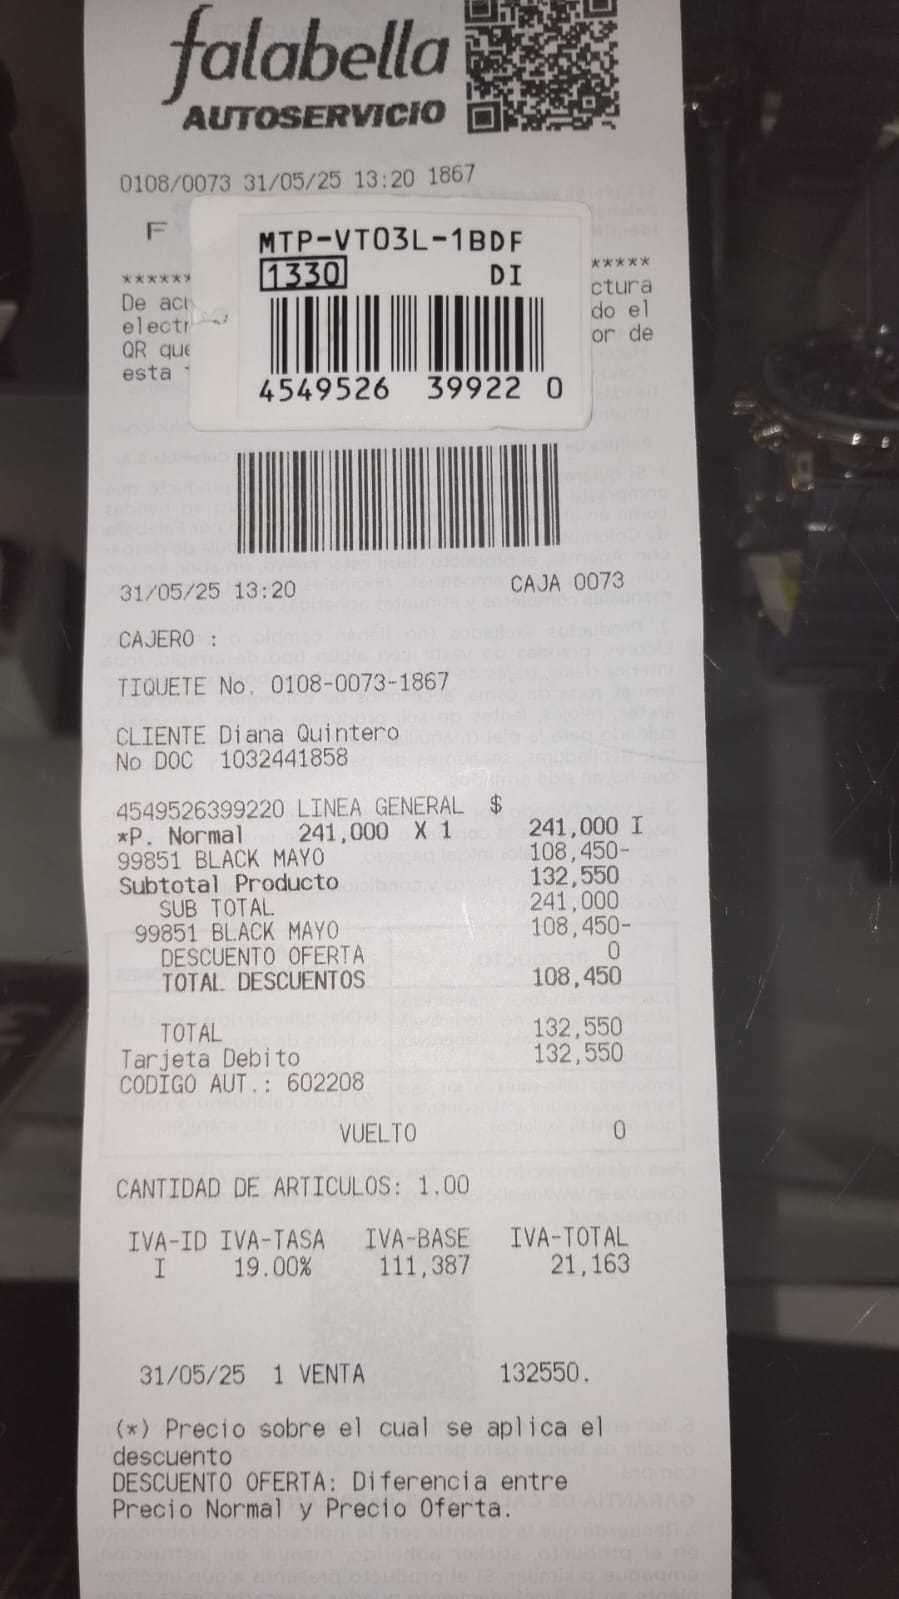 falabella
AUTOSERVICIO
0108/0073 31/05/25 13:20 1867
F
MTP-VT03L-1BDF
1330 DI
4549526 39922 0
****** *****
De acu ctura
electr do el
QR que or de
esta
31/05/25 13:20 CAJA 0073
CAJERO :
TIQUETE No. 0108-0073-1867
CLIENTE Diana Quintero
No DOC 1032441858
4549526399220 LINEA GENERAL $
*P. Normal 241,000 X 1 241,000 I
99851 BLACK MAYO 108,450-
Subtotal Producto 132,550
SUB TOTAL 241,000
99851 BLACK MAYO 108,450-
DESCUENTO OFERTA 0
TOTAL DESCUENTOS 108,450
TOTAL 132,550
Tarjeta Debito 132,550
CODIGO AUT.: 602208
VUELTO 0
CANTIDAD DE ARTICULOS: 1.00
IVA-ID IVA-TASA IVA-BASE IVA-TOTAL
I 19.00% 111,387 21,163
31/05/25 1 VENTA 132550.
(*) Precio sobre el cual se aplica el
descuento
DESCUENTO OFERTA: Diferencia entre
Precio Normal y Precio Oferta.